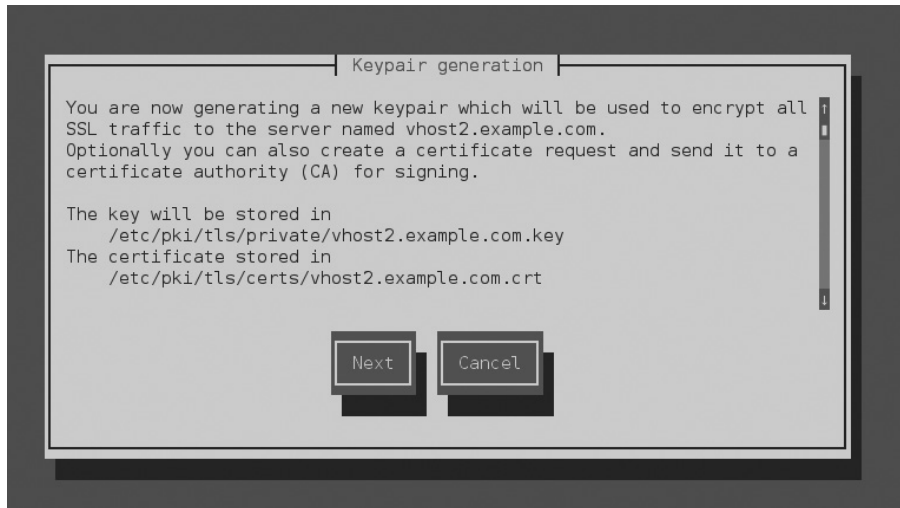 Keypair generation
You are now generating a new keypair which will be used to encrypt all
SSL traffic to the server named vhost2.example.com.
Optionally you can also create a certificate request and send it to a
certificate authority (CA) for signing.
The key will be stored in
/etc/pki/tls/private/vhost2.example.com.key
The certificate stored in
/etc/pki/tls/certs/vhost2.example.com.crt
Next Cancel